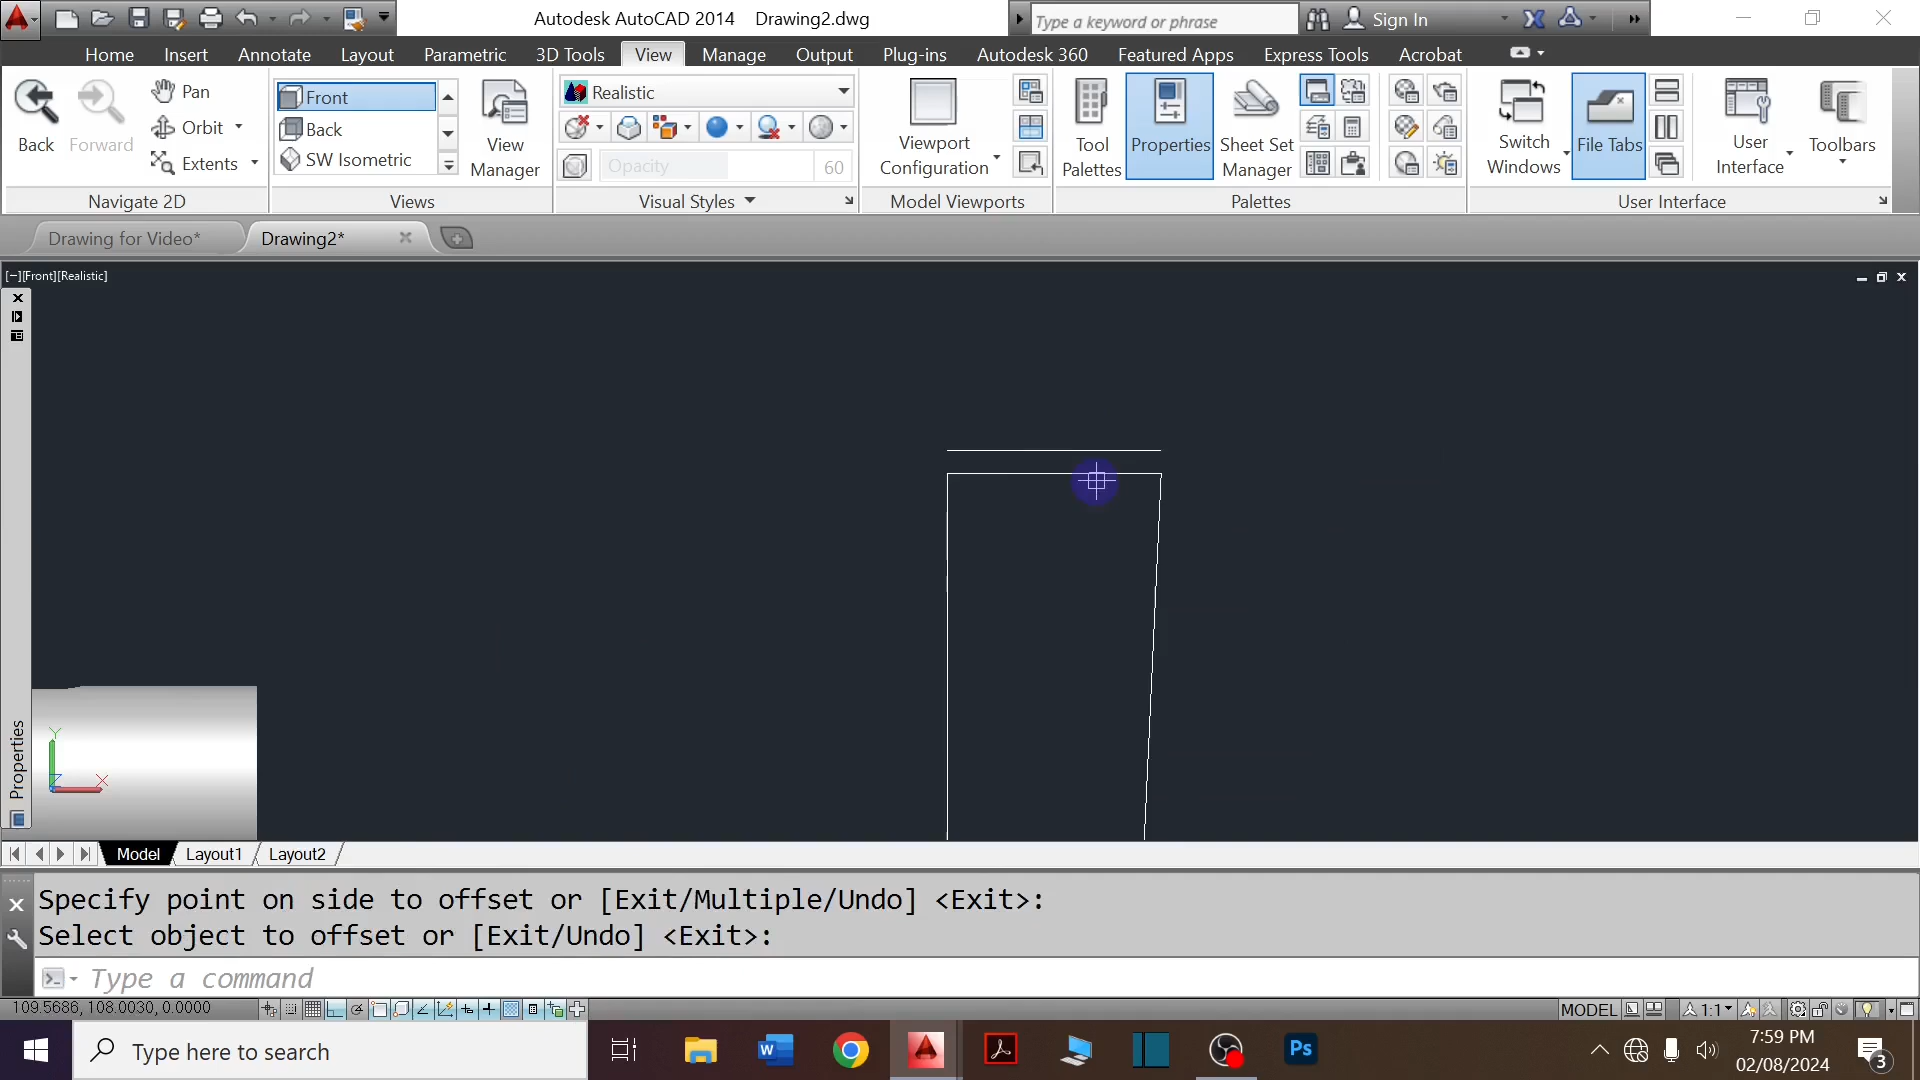 Autodesk AutoCAD 2014 Drawing2.dwg
Type a keyword or phrase
Sign In
Home Insert Annotate Layout Parametric 3D Tools View Manage Output Plug-ins Autodesk 360 Featured Apps Express Tools Acrobat
Back
Forward
Pan
Orbit
Extents
Front
Back
SW Isometric
View
Manager
Realistic
Opacity 60
Viewport
Configuration
Tool
Palettes
Properties
Sheet Set
Manager
Switch
Windows
File Tabs
User
Interface
Toolbars
Navigate 2D Views Visual Styles Model Viewports Palettes User Interface
Drawing for Video* Drawing2*
[−][Front][Realistic]
Properties
Y
X
Z
Model Layout1 Layout2
Specify point on side to offset or [Exit/Multiple/Undo] <Exit>:
Select object to offset or [Exit/Undo] <Exit>:
Type a command
109.5686, 108.0030, 0.0000
MODEL
1:1
Type here to search
Ps
7:59 PM
02/08/2024
3